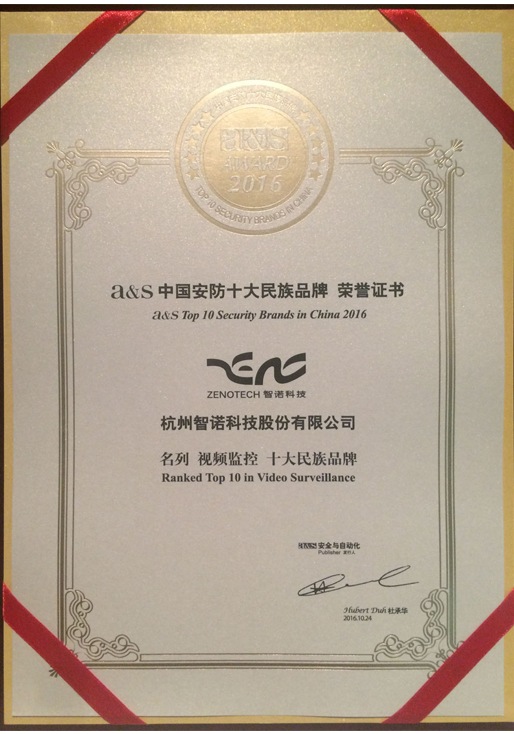 a&s
AWARD
2016
TOP 10 SECURITY BRANDS IN CHINA
a&s 中国安防十大民族品牌 荣誉证书
a&s Top 10 Security Brands in China 2016
ZENO
ZENOTECH 智诺科技
杭州智诺科技股份有限公司
名列 视频监控 十大民族品牌
Ranked Top 10 in Video Surveillance
a&s 安全与自动化
Publisher 发行人
Hubert Duh 杜承华
2016.10.24